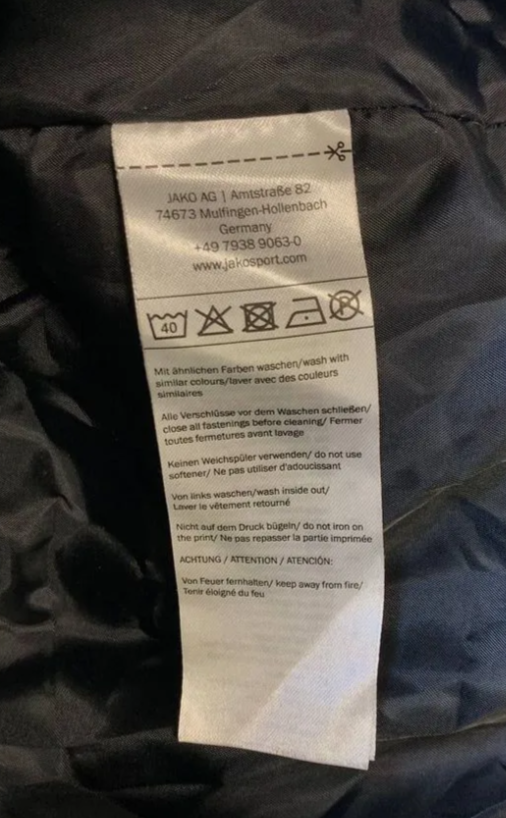 JAKO AG | Amtstraße 82
74673 Mulfingen-Hollenbach
Germany
+49 7938 9063-0
www.jakosport.com
40
P
Mit ähnlichen Farben waschen/wash with
similar colours/laver avec des couleurs
similaires
Alle Verschlüsse vor dem Waschen schließen/
close all fastenings before cleaning/ Fermer
toutes fermetures avant lavage
Keinen Weichspüler verwenden/ do not use
softener/ Ne pas utiliser d'adoucissant
Von links waschen/wash inside out/
Laver le vêtement retourné
Nicht auf dem Druck bügeln/ do not iron on
the print/ Ne pas repasser la partie imprimée
ACHTUNG / ATTENTION / ATENCIÓN:
Von Feuer fernhalten/ keep away from fire/
Tenir éloigné du feu